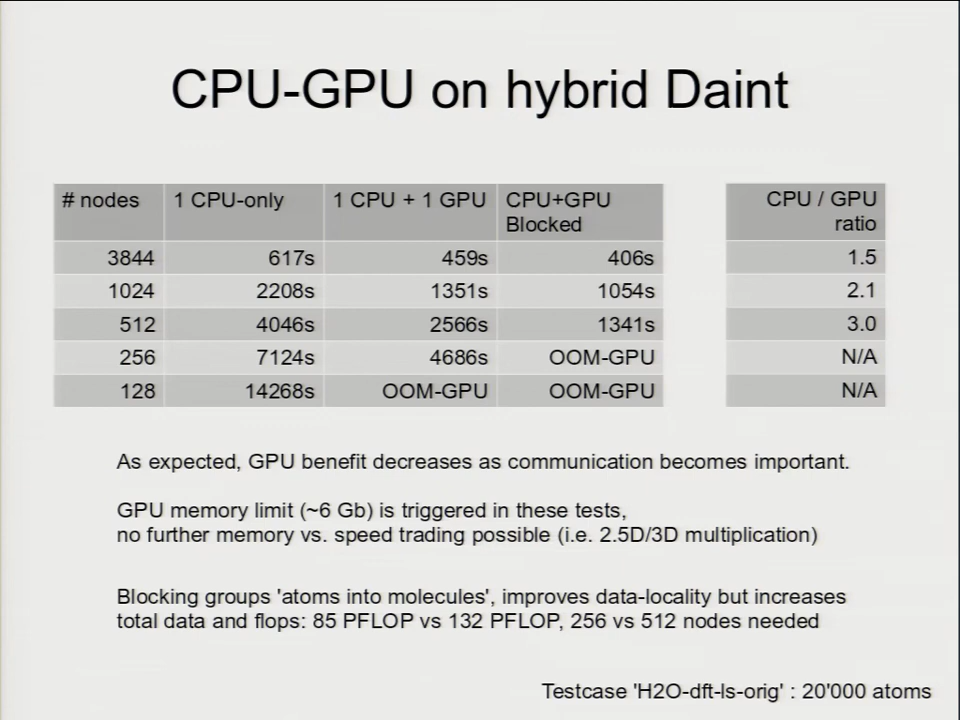 CPU-GPU on hybrid Daint
# nodes 1 CPU-only 1 CPU + 1 GPU CPU+GPU Blocked CPU / GPU ratio
3844 617s 459s 406s 1.5
1024 2208s 1351s 1054s 2.1
512 4046s 2566s 1341s 3.0
256 7124s 4686s OOM-GPU N/A
128 14268s OOM-GPU OOM-GPU N/A
As expected, GPU benefit decreases as communication becomes important.
GPU memory limit (~6 Gb) is triggered in these tests,
no further memory vs. speed trading possible (i.e. 2.5D/3D multiplication)
Blocking groups 'atoms into molecules', improves data-locality but increases
total data and flops: 85 PFLOP vs 132 PFLOP, 256 vs 512 nodes needed
Testcase 'H2O-dft-ls-orig' : 20'000 atoms